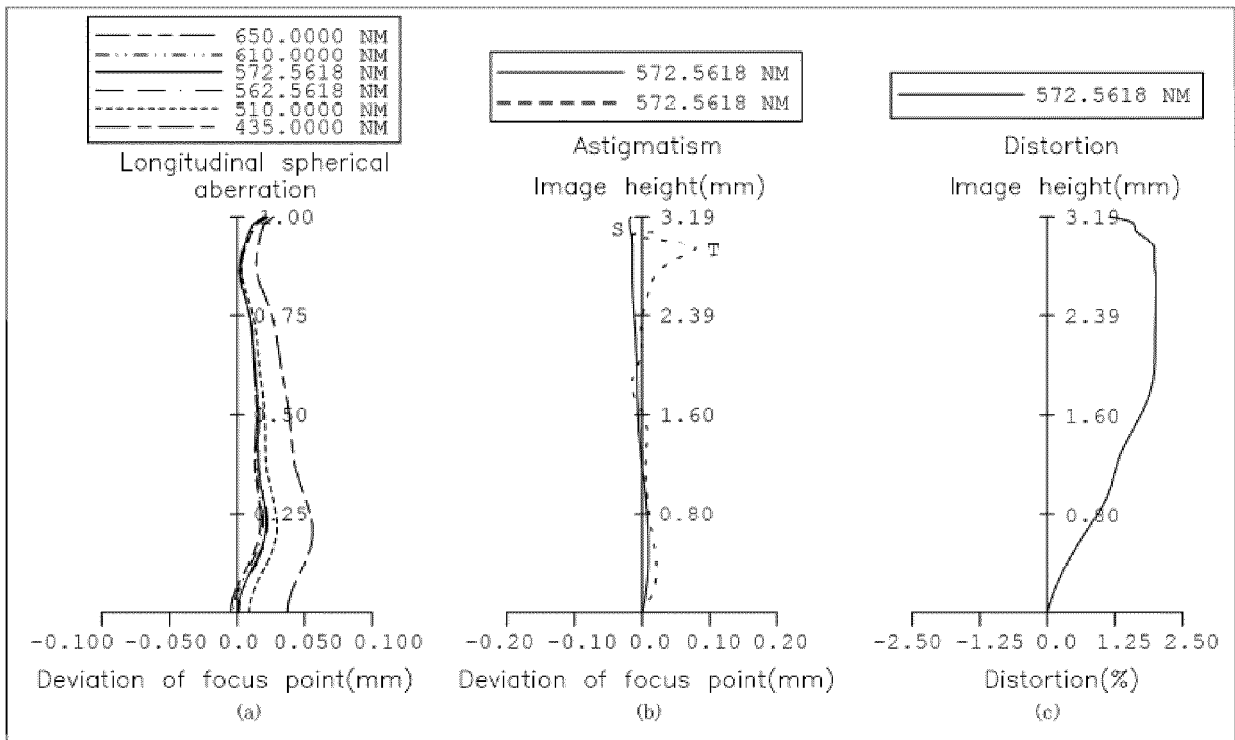 650.0000 NM
610.0000 NM
572.5618 NM
562.5618 NM
510.0000 NM
435.0000 NM
Longitudinal spherical
aberration
1.00
0.75
0.50
0.25
-0.100 -0.050 0.0 0.050 0.100
Deviation of focus point(mm)
(a)
572.5618 NM
572.5618 NM
Astigmatism
Image height(mm)
3.19
S
T
2.39
1.60
0.80
-0.20 -0.10 0.0 0.10 0.20
Deviation of focus point(mm)
(b)
572.5618 NM
Distortion
Image height(mm)
3.19
2.39
1.60
0.80
-2.50 -1.25 0.0 1.25 2.50
Distortion(%)
(c)